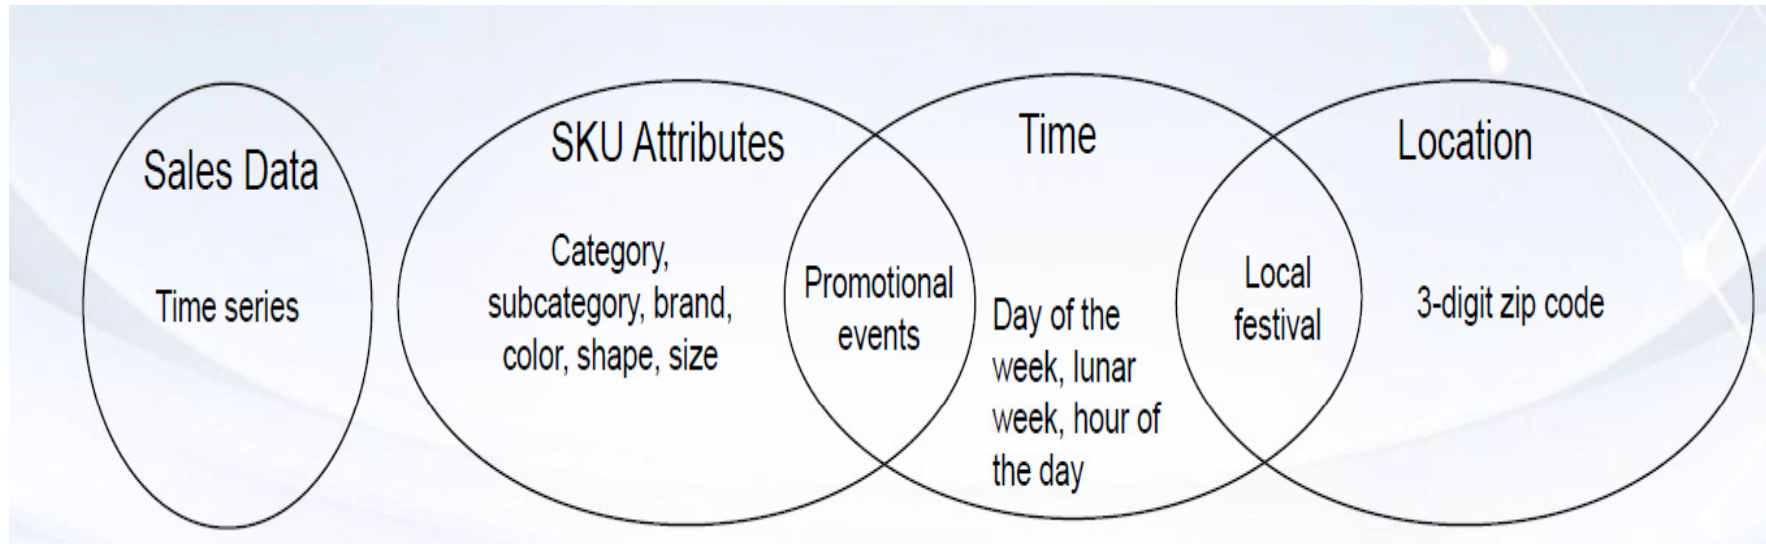 Sales Data
Time series
SKU Attributes
Category,
subcategory, brand,
color, shape, size
Promotional
events
Time
Day of the
week, lunar
week, hour of
the day
Local
festival
Location
3-digit zip code